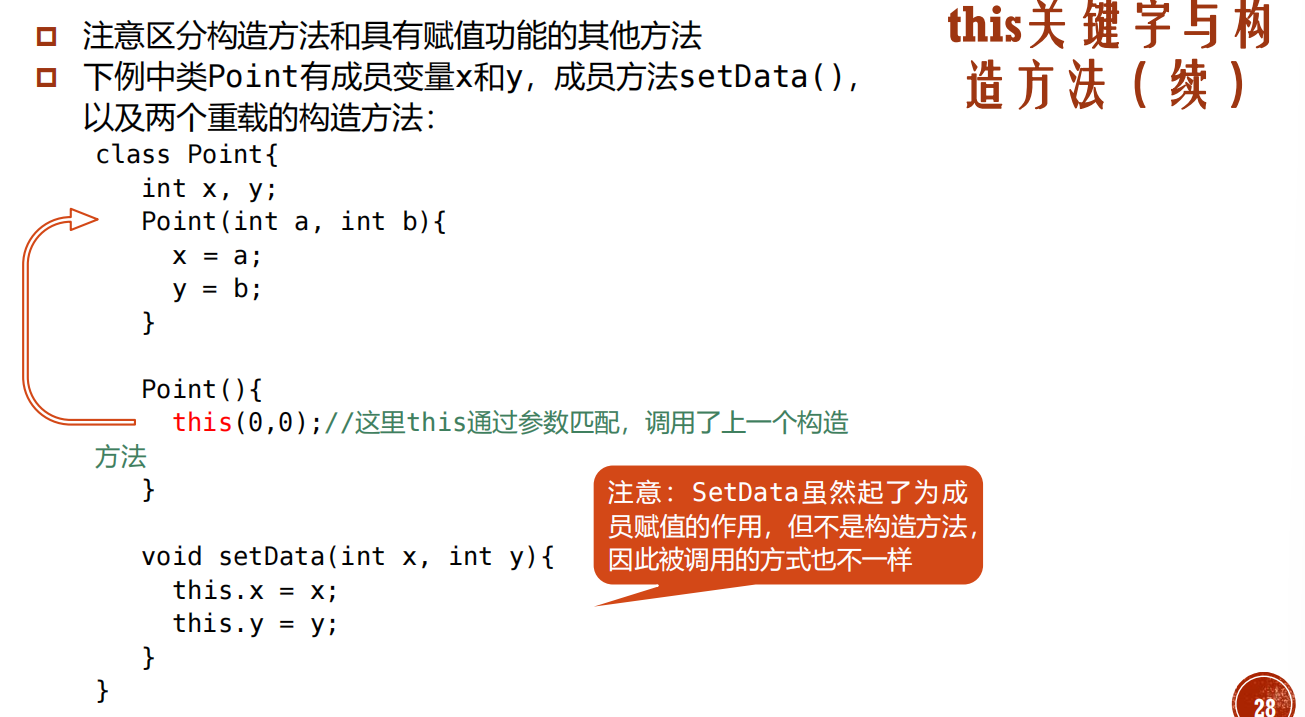 this关键字与构
造方法(续)
注意区分构造方法和具有赋值功能的其他方法
下例中类Point有成员变量x和y，成员方法setData()，
以及两个重载的构造方法：
class Point{
int x, y;
Point(int a, int b){
x = a;
y = b;
}
Point(){
this(0,0);//这里this通过参数匹配，调用了上一个构造
方法
}
注意：SetData虽然起了为成
员赋值的作用，但不是构造方法，
因此被调用的方式也不一样
void setData(int x, int y){
this.x = x;
this.y = y;
}
}
28